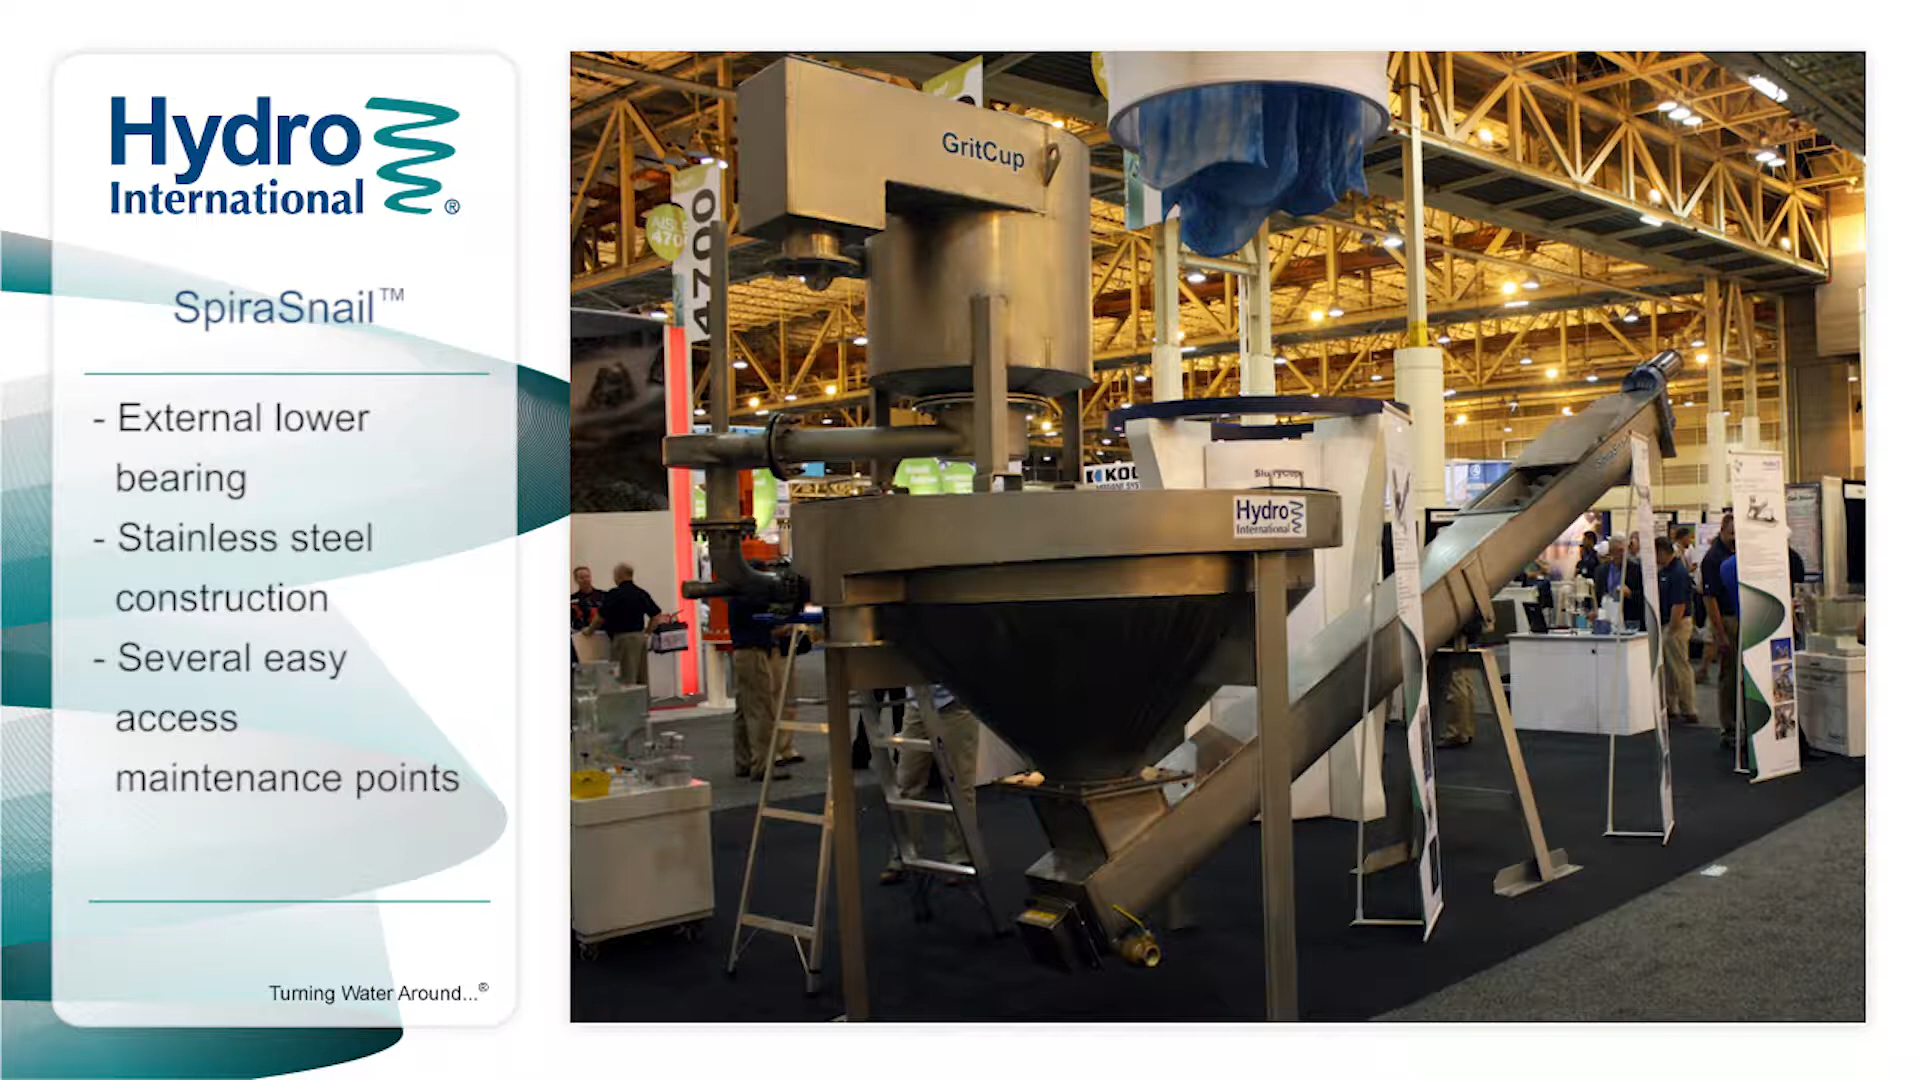 Hydro
International ®
SpiraSnail™
- External lower
bearing
- Stainless steel
construction
- Several easy
access
maintenance points
Turning Water Around...®
GritCup
4700
Hydro
International